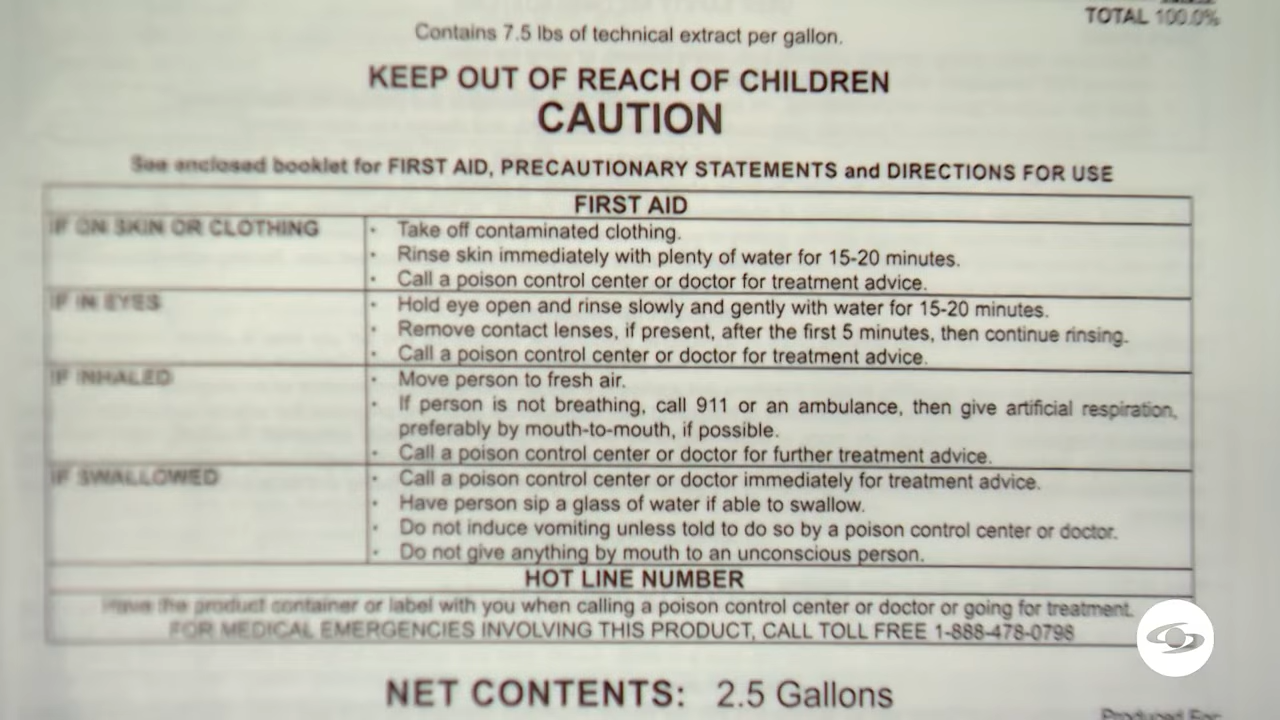 TOTAL 100.0%
Contains 7.5 lbs of technical extract per gallon.
KEEP OUT OF REACH OF CHILDREN
CAUTION
See enclosed booklet for FIRST AID, PRECAUTIONARY STATEMENTS and DIRECTIONS FOR USE
FIRST AID
IF ON SKIN OR CLOTHING
• Take off contaminated clothing.
• Rinse skin immediately with plenty of water for 15-20 minutes.
• Call a poison control center or doctor for treatment advice.
IF IN EYES
• Hold eye open and rinse slowly and gently with water for 15-20 minutes.
• Remove contact lenses, if present, after the first 5 minutes, then continue rinsing.
• Call a poison control center or doctor for treatment advice.
IF INHALED
• Move person to fresh air.
• If person is not breathing, call 911 or an ambulance, then give artificial respiration,
preferably by mouth-to-mouth, if possible.
• Call a poison control center or doctor for further treatment advice.
IF SWALLOWED
• Call a poison control center or doctor immediately for treatment advice.
• Have person sip a glass of water if able to swallow.
• Do not induce vomiting unless told to do so by a poison control center or doctor.
• Do not give anything by mouth to an unconscious person.
HOT LINE NUMBER
Have the product container or label with you when calling a poison control center or doctor or going for treatment.
FOR MEDICAL EMERGENCIES INVOLVING THIS PRODUCT, CALL TOLL FREE 1-888-478-0798
NET CONTENTS: 2.5 Gallons
Produced For: